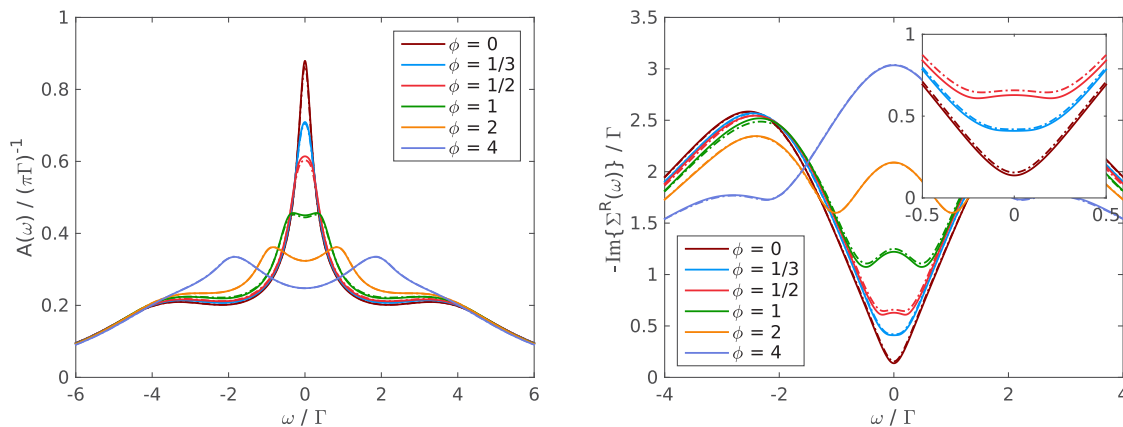 A(ω) / (πΓ)⁻¹
1
0.8
0.6
0.4
0.2
0
-6
-4
-2
0
2
4
6
ω / Γ
ϕ = 0
ϕ = 1/3
ϕ = 1/2
ϕ = 1
ϕ = 2
ϕ = 4
-Im{Σᴿ(ω)} / Γ
3.5
3
2.5
2
1.5
1
0.5
0
-4
-2
0
2
4
ω / Γ
ϕ = 0
ϕ = 1/3
ϕ = 1/2
ϕ = 1
ϕ = 2
ϕ = 4
1
0.5
0
-0.5
0
0.5